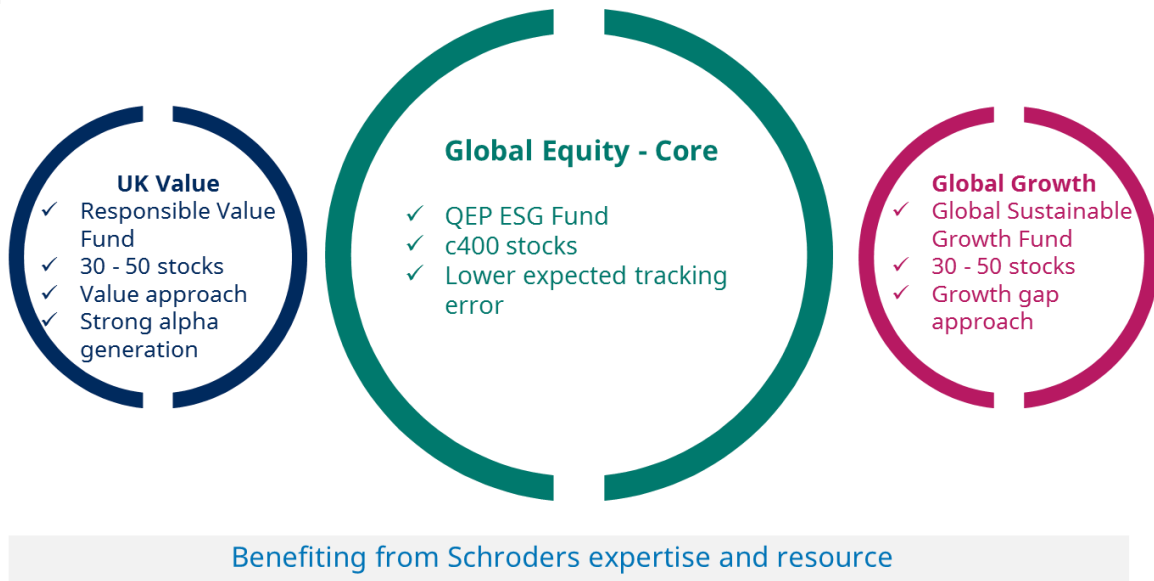 UK Value
✓ Responsible Value
Fund
✓ 30 - 50 stocks
✓ Value approach
✓ Strong alpha
generation
Global Equity - Core
✓ QEP ESG Fund
✓ c400 stocks
✓ Lower expected tracking
error
Global Growth
✓ Global Sustainable
Growth Fund
✓ 30 - 50 stocks
✓ Growth gap
approach
Benefiting from Schroders expertise and resource